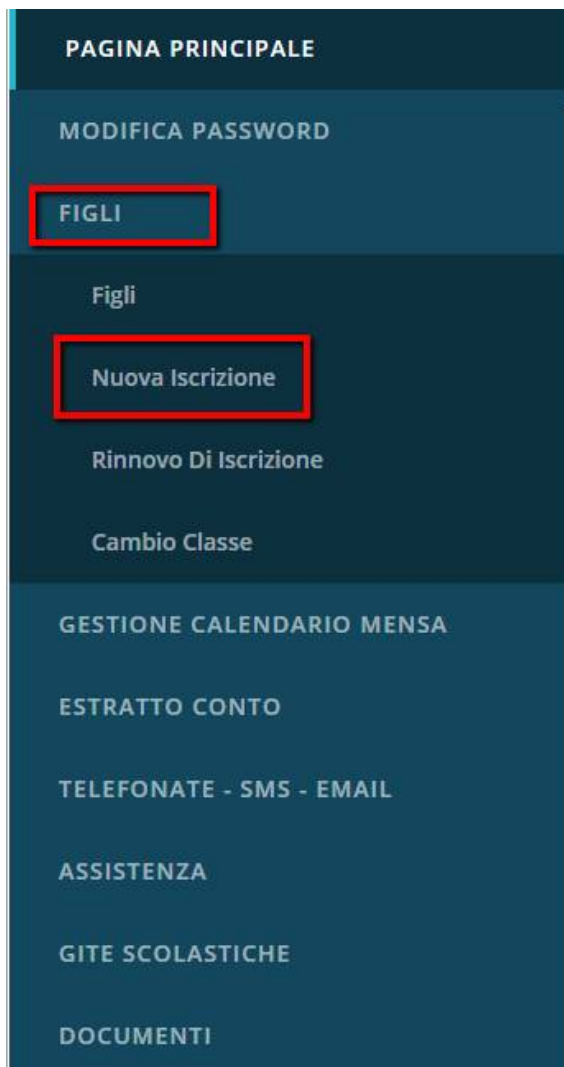 PAGINA PRINCIPALE
MODIFICA PASSWORD
FIGLI
Figli
Nuova Iscrizione
Rinnovo Di Iscrizione
Cambio Classe
GESTIONE CALENDARIO MENSA
ESTRATTO CONTO
TELEFONATE - SMS - EMAIL
ASSISTENZA
GITE SCOLASTICHE
DOCUMENTI